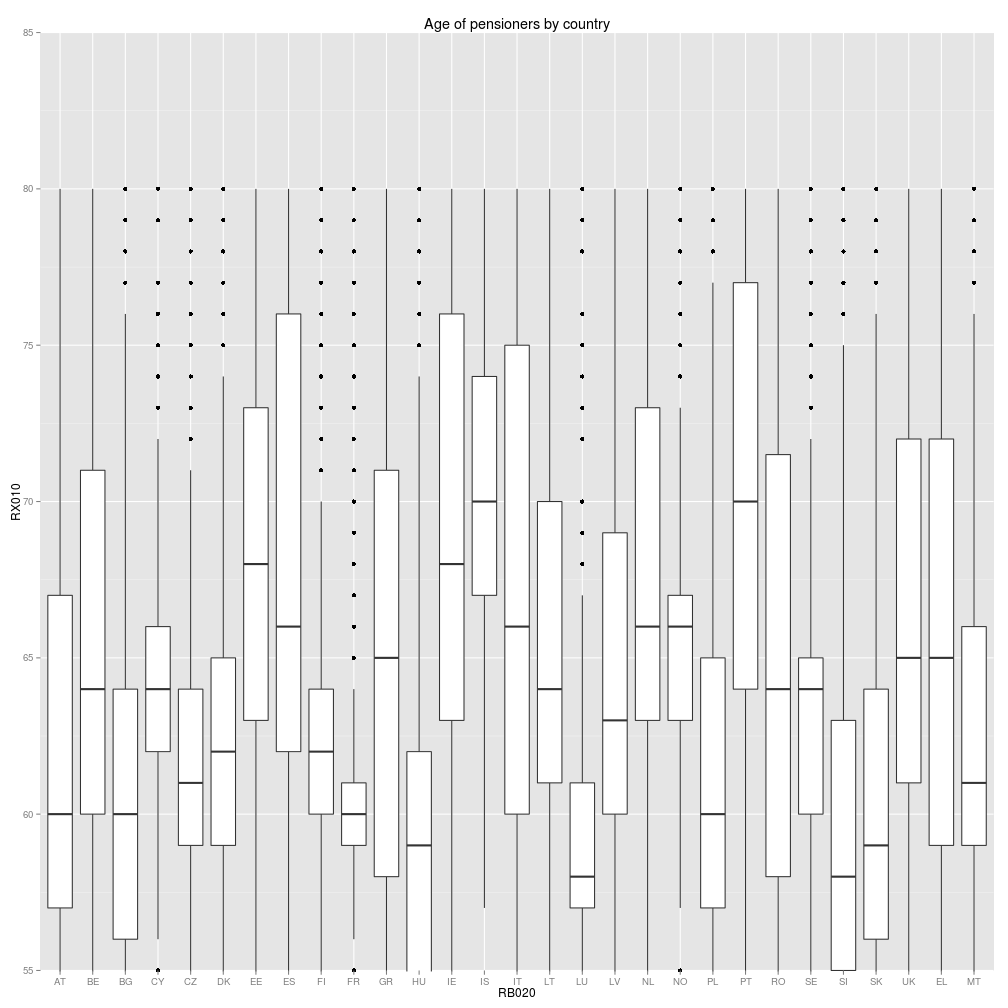 Age of pensioners by country
85
80
75
70
65
60
55
RX010
AT BE BG CY CZ DK EE ES FI FR GR HU IE IS IT LT LU LV NL NO PL PT RO SE SI SK UK EL MT
RB020